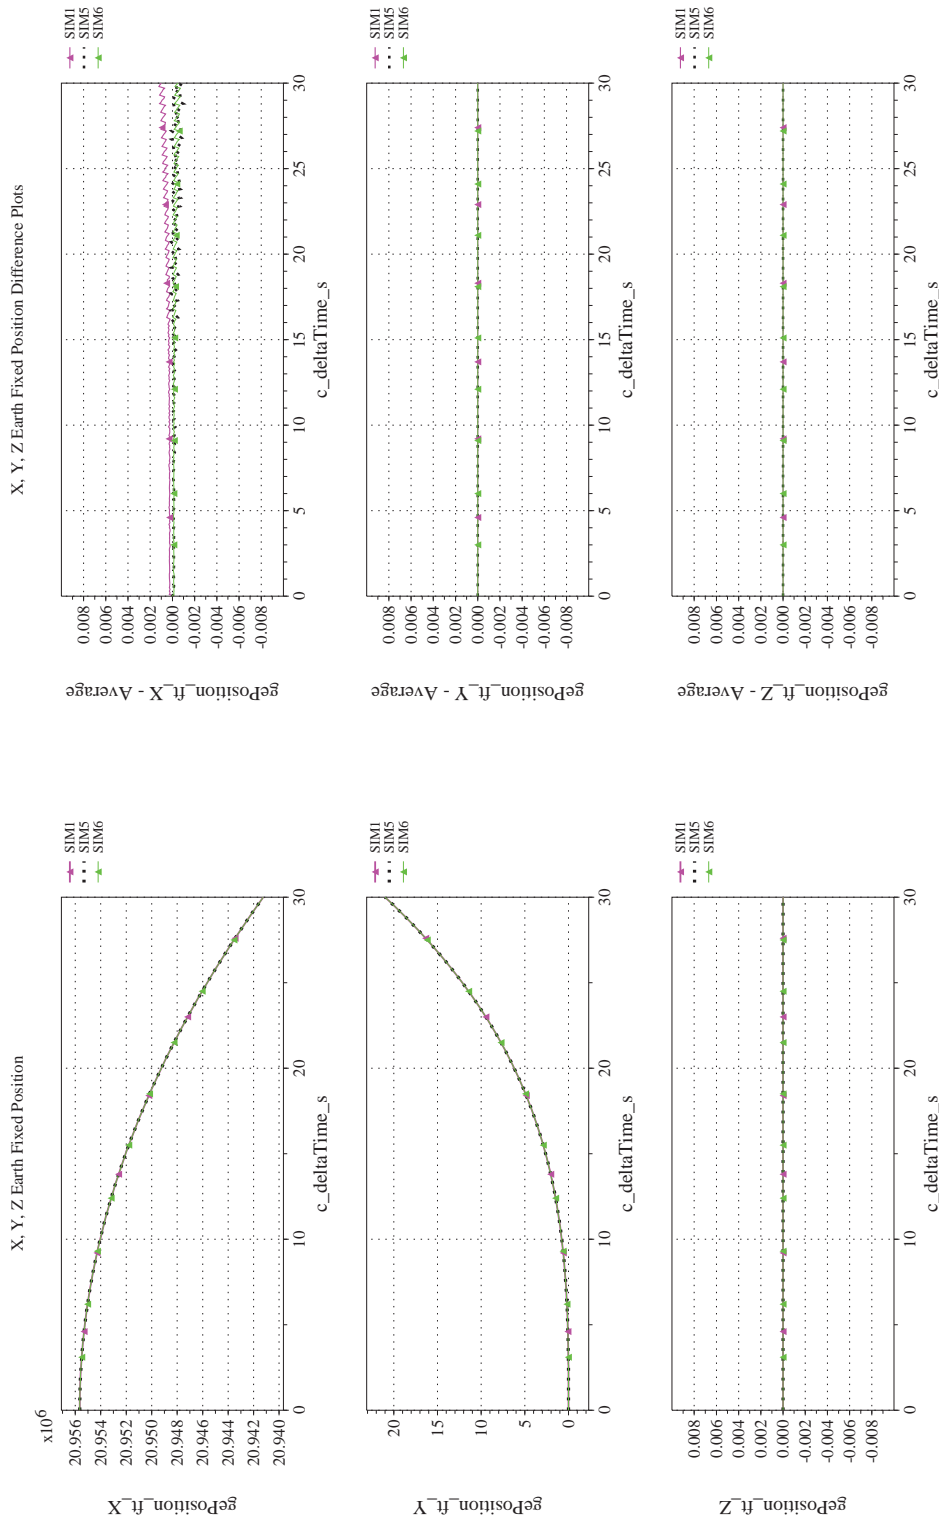 X, Y, Z Earth Fixed Position
x10⁶
20.956
20.954
20.952
20.950
20.948
20.946
20.944
20.942
20.940
gePosition_ft_X
0
10
20
30
c_deltaTime_s
SIM1
SIM5
SIM6
20
15
10
5
0
gePosition_ft_Y
0
10
20
30
c_deltaTime_s
SIM1
SIM5
SIM6
0.008
0.006
0.004
0.002
0.000
-0.002
-0.004
-0.006
-0.008
gePosition_ft_Z
0
10
20
30
c_deltaTime_s
SIM1
SIM5
SIM6
X, Y, Z Earth Fixed Position Difference Plots
0.008
0.006
0.004
0.002
0.000
-0.002
-0.004
-0.006
-0.008
gePosition_ft_X - Average
0
5
10
15
20
25
30
c_deltaTime_s
SIM1
SIM5
SIM6
0.008
0.006
0.004
0.002
0.000
-0.002
-0.004
-0.006
-0.008
gePosition_ft_Y - Average
0
5
10
15
20
25
30
c_deltaTime_s
SIM1
SIM5
SIM6
0.008
0.006
0.004
0.002
0.000
-0.002
-0.004
-0.006
-0.008
gePosition_ft_Z - Average
0
5
10
15
20
25
30
c_deltaTime_s
SIM1
SIM5
SIM6